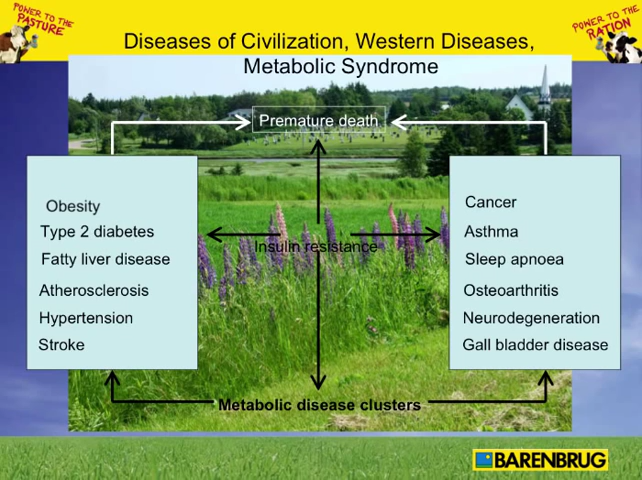 POWER TO THE
PASTURE
POWER TO THE
RATION
Diseases of Civilization, Western Diseases,
Metabolic Syndrome
Premature death
Obesity
Type 2 diabetes
Fatty liver disease
Atherosclerosis
Hypertension
Stroke
Insulin resistance
Cancer
Asthma
Sleep apnoea
Osteoarthritis
Neurodegeneration
Gall bladder disease
Metabolic disease clusters
BARENBRUG